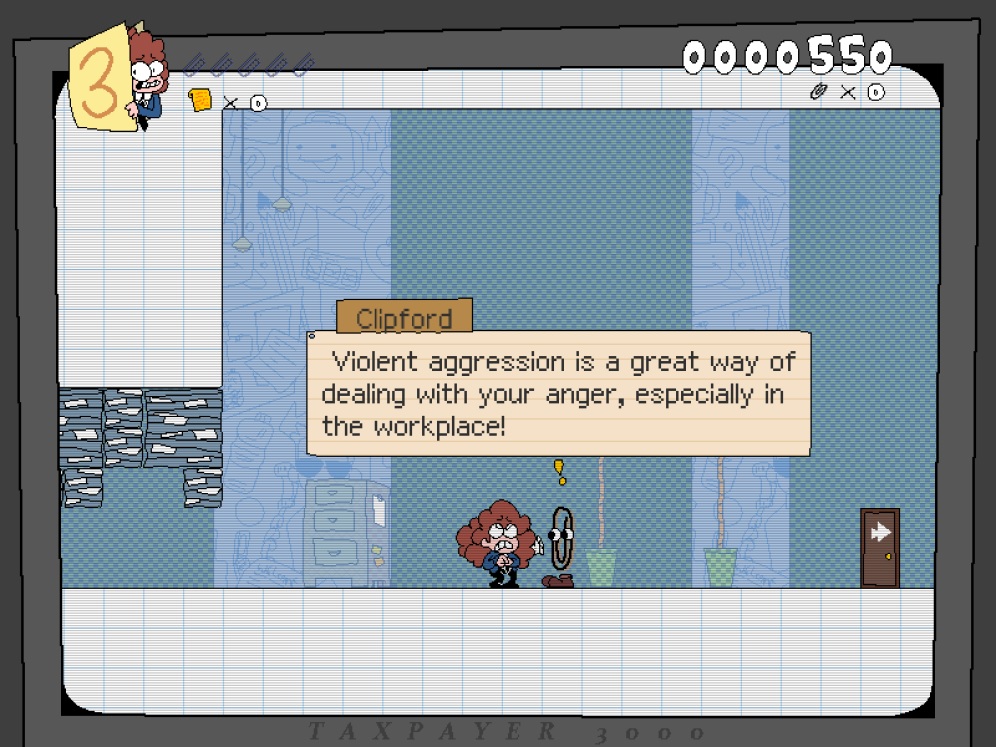 3
0000550
x 0
x 0
Clipford
Violent aggression is a great way of
dealing with your anger, especially in
the workplace!
TAXPAYER 3000